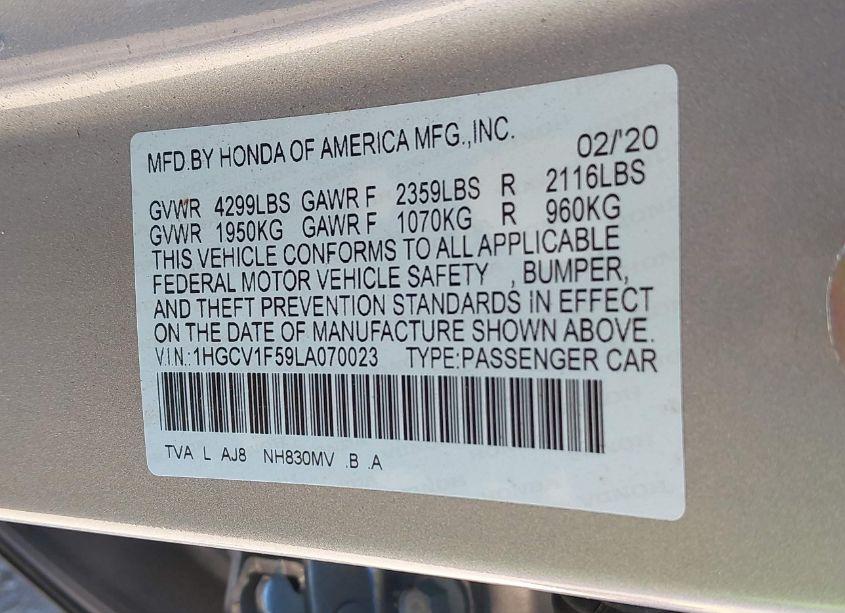 MFD.BY HONDA OF AMERICA MFG.,INC. 02/'20
GVWR 4299LBS GAWR F 2359LBS R 2116LBS
GVWR 1950KG GAWR F 1070KG R 960KG
THIS VEHICLE CONFORMS TO ALL APPLICABLE
FEDERAL MOTOR VEHICLE SAFETY , BUMPER,
AND THEFT PREVENTION STANDARDS IN EFFECT
ON THE DATE OF MANUFACTURE SHOWN ABOVE.
V.I.N.:1HGCV1F59LA070023 TYPE:PASSENGER CAR
TVA L AJ8 NH830MV .B .A